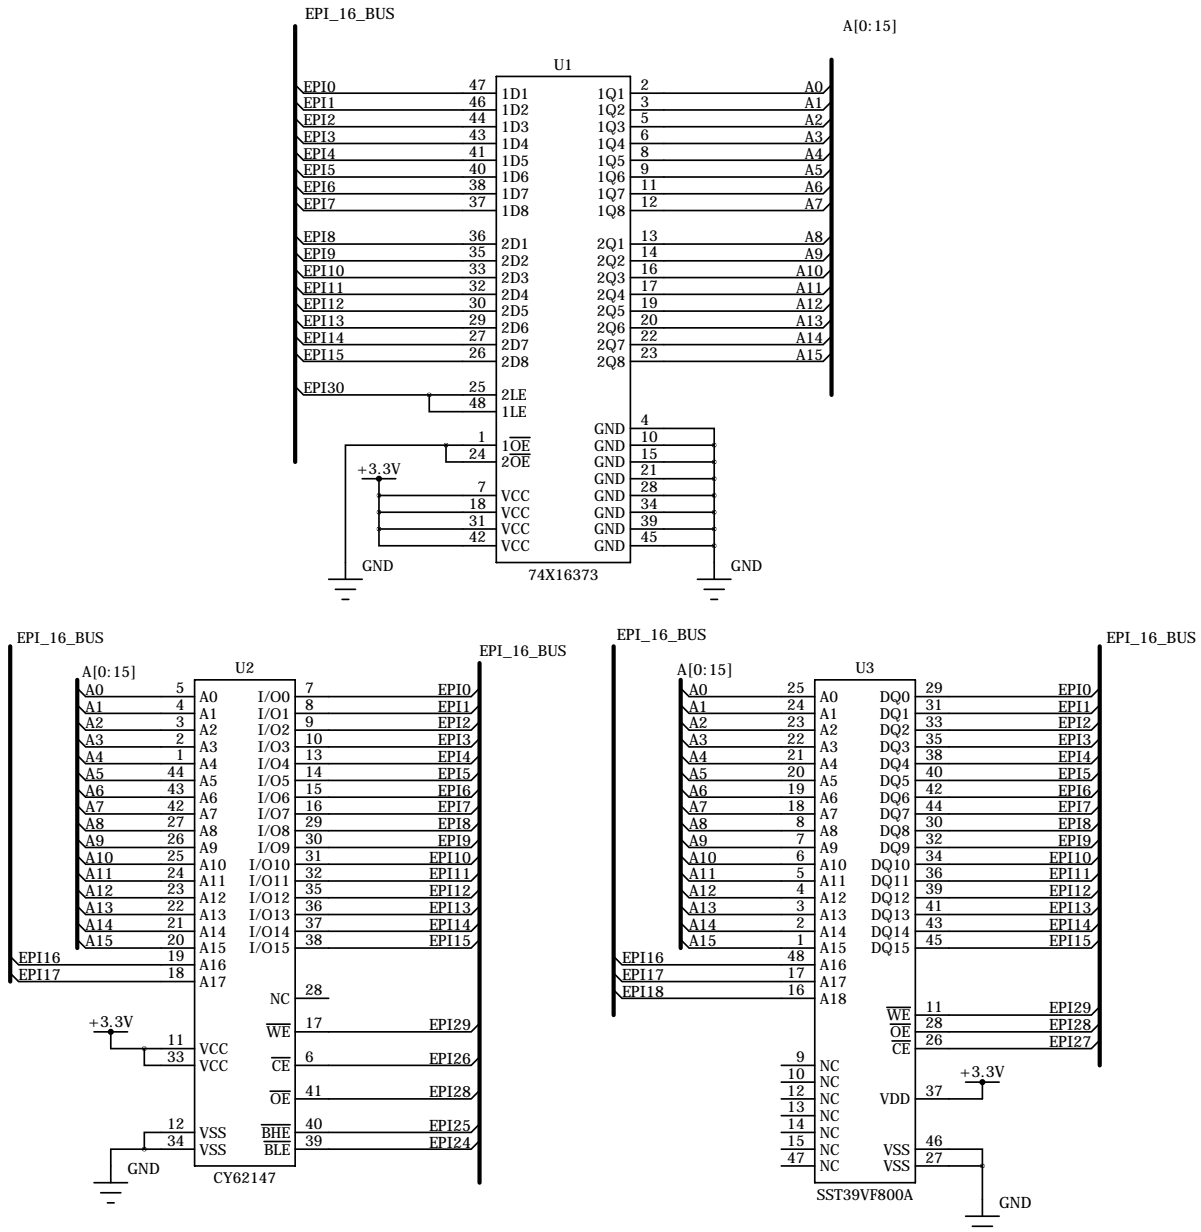 EPI_16_BUS
A[0:15]
U1
EPI0 47 1D1 1Q1 2 A0
EPI1 46 1D2 1Q2 3 A1
EPI2 44 1D3 1Q3 5 A2
EPI3 43 1D4 1Q4 6 A3
EPI4 41 1D5 1Q5 8 A4
EPI5 40 1D6 1Q6 9 A5
EPI6 38 1D7 1Q7 11 A6
EPI7 37 1D8 1Q8 12 A7
EPI8 36 2D1 2Q1 13 A8
EPI9 35 2D2 2Q2 14 A9
EPI10 33 2D3 2Q3 16 A10
EPI11 32 2D4 2Q4 17 A11
EPI12 30 2D5 2Q5 19 A12
EPI13 29 2D6 2Q6 20 A13
EPI14 27 2D7 2Q7 22 A14
EPI15 26 2D8 2Q8 23 A15
EPI30 25 2LE
48 1LE
GND 4
1 1OE GND 10
24 2OE GND 15
+3.3V
GND 21
7 VCC GND 28
18 VCC GND 34
31 VCC GND 39
42 VCC GND 45
GND
GND
74X16373
EPI_16_BUS
EPI_16_BUS
A[0:15]
U2
A0 5 A0 I/O0 7 EPI0
A1 4 A1 I/O1 8 EPI1
A2 3 A2 I/O2 9 EPI2
A3 2 A3 I/O3 10 EPI3
A4 1 A4 I/O4 13 EPI4
A5 44 A5 I/O5 14 EPI5
A6 43 A6 I/O6 15 EPI6
A7 42 A7 I/O7 16 EPI7
A8 27 A8 I/O8 29 EPI8
A9 26 A9 I/O9 30 EPI9
A10 25 A10 I/O10 31 EPI10
A11 24 A11 I/O11 32 EPI11
A12 23 A12 I/O12 35 EPI12
A13 22 A13 I/O13 36 EPI13
A14 21 A14 I/O14 37 EPI14
A15 20 A15 I/O15 38 EPI15
EPI16 19 A16
EPI17 18 A17
NC 28
+3.3V
WE 17 EPI29
11 VCC
33 VCC CE 6 EPI26
OE 41 EPI28
12 VSS BHE 40 EPI25
34 VSS BLE 39 EPI24
GND
CY62147
EPI_16_BUS
EPI_16_BUS
A[0:15]
U3
A0 25 A0 DQ0 29 EPI0
A1 24 A1 DQ1 31 EPI1
A2 23 A2 DQ2 33 EPI2
A3 22 A3 DQ3 35 EPI3
A4 21 A4 DQ4 38 EPI4
A5 20 A5 DQ5 40 EPI5
A6 19 A6 DQ6 42 EPI6
A7 18 A7 DQ7 44 EPI7
A8 8 A8 DQ8 30 EPI8
A9 7 A9 DQ9 32 EPI9
A10 6 A10 DQ10 34 EPI10
A11 5 A11 DQ11 36 EPI11
A12 4 A12 DQ12 39 EPI12
A13 3 A13 DQ13 41 EPI13
A14 2 A14 DQ14 43 EPI14
A15 1 A15 DQ15 45 EPI15
EPI16 48 A16
EPI17 17 A17
EPI18 16 A18
WE 11 EPI29
OE 28 EPI28
CE 26 EPI27
9 NC
10 NC
+3.3V
12 NC VDD 37
13 NC
14 NC
15 NC VSS 46
47 NC VSS 27
GND
SST39VF800A